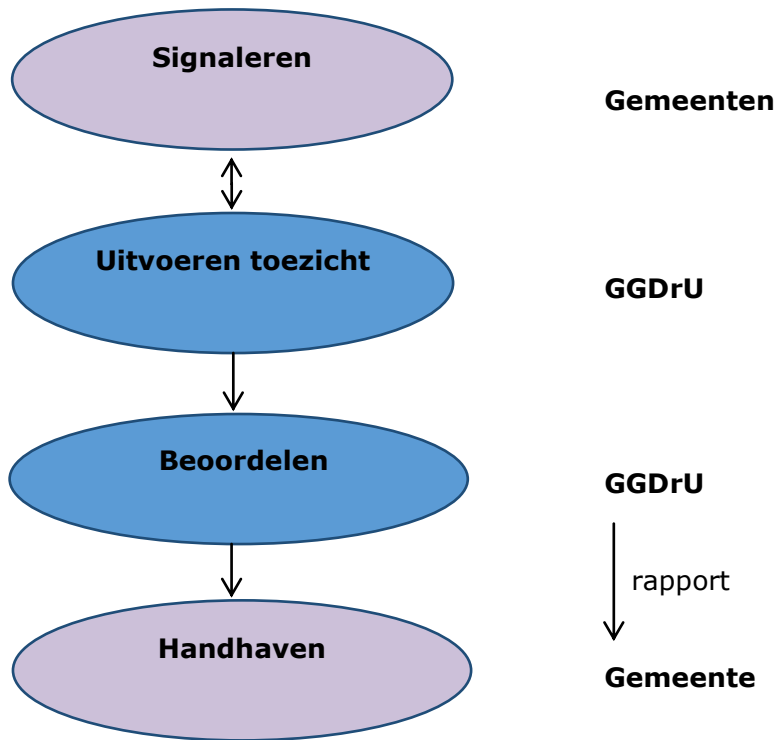 Signaleren
Gemeenten
Uitvoeren toezicht
GGDrU
Beoordelen
GGDrU
rapport
Handhaven
Gemeente